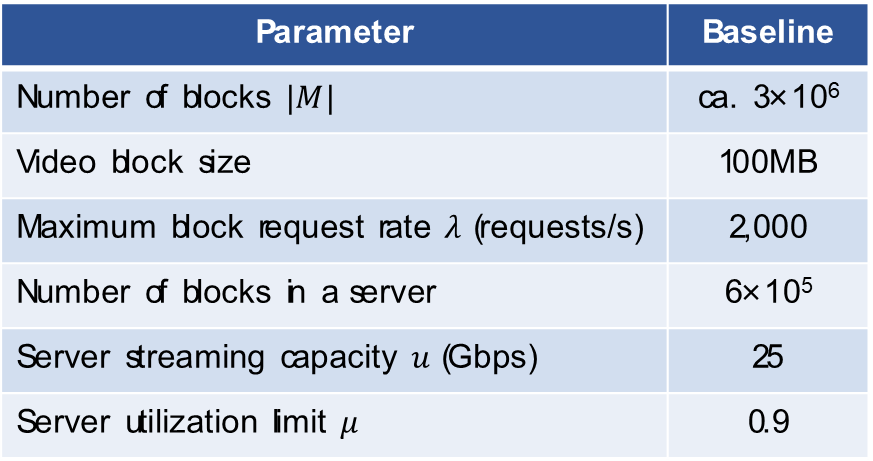 Parameter Baseline
Number of blocks |M| ca. 3×10⁶
Video block size 100MB
Maximum block request rate λ (requests/s) 2,000
Number of blocks in a server 6×10⁵
Server streaming capacity u (Gbps) 25
Server utilization limit μ 0.9